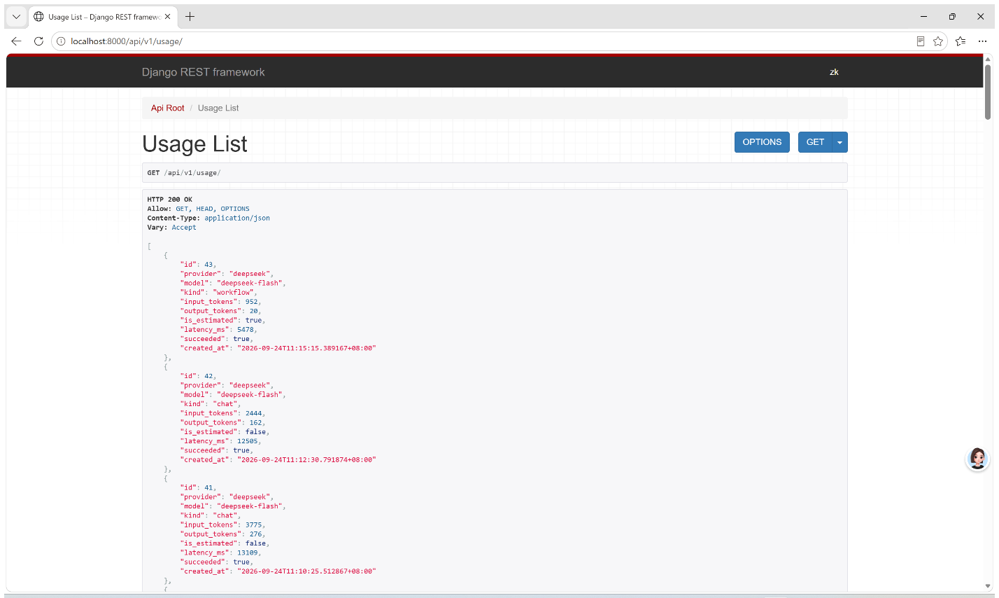 Usage List – Django REST framewo
localhost:8000/api/v1/usage/
Django REST framework
zk
Api Root / Usage List
Usage List
OPTIONS
GET
GET /api/v1/usage/
HTTP 200 OK
Allow: GET, HEAD, OPTIONS
Content-Type: application/json
Vary: Accept
[
    {
        "id": 43,
        "provider": "deepseek",
        "model": "deepseek-flash",
        "kind": "workflow",
        "input_tokens": 952,
        "output_tokens": 20,
        "is_estimated": true,
        "latency_ms": 5478,
        "succeeded": true,
        "created_at": "2026-09-24T11:15:15.389167+08:00"
    },
    {
        "id": 42,
        "provider": "deepseek",
        "model": "deepseek-flash",
        "kind": "chat",
        "input_tokens": 2444,
        "output_tokens": 162,
        "is_estimated": false,
        "latency_ms": 12505,
        "succeeded": true,
        "created_at": "2026-09-24T11:12:30.791874+08:00"
    },
    {
        "id": 41,
        "provider": "deepseek",
        "model": "deepseek-flash",
        "kind": "chat",
        "input_tokens": 3775,
        "output_tokens": 276,
        "is_estimated": false,
        "latency_ms": 13109,
        "succeeded": true,
        "created_at": "2026-09-24T11:10:25.512867+08:00"
    },
    {